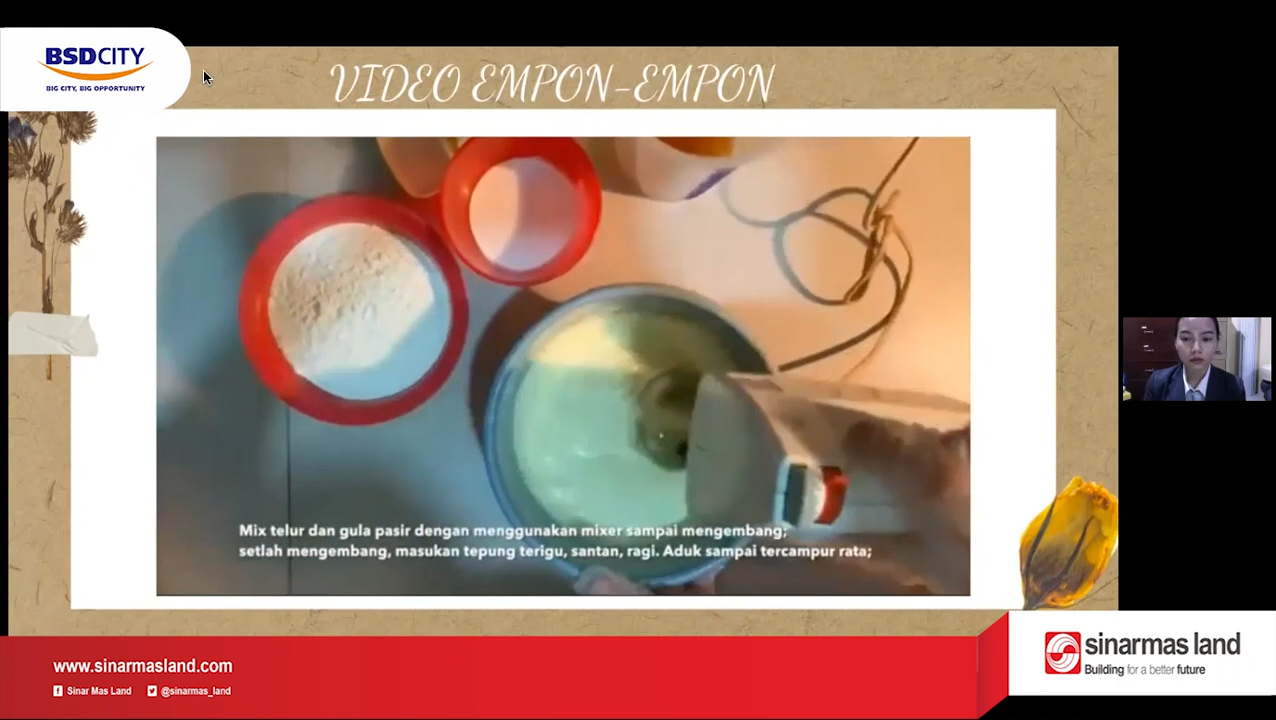 BSDCITY
BIG CITY, BIG OPPORTUNITY
VIDEO EMPON-EMPON
Mix telur dan gula pasir dengan menggunakan mixer sampai mengembang;
setlah mengembang, masukan tepung terigu, santan, ragi. Aduk sampai tercampur rata;
www.sinarmasland.com
Sinar Mas Land
@sinarmas_land
sinarmas land
Building for a better future